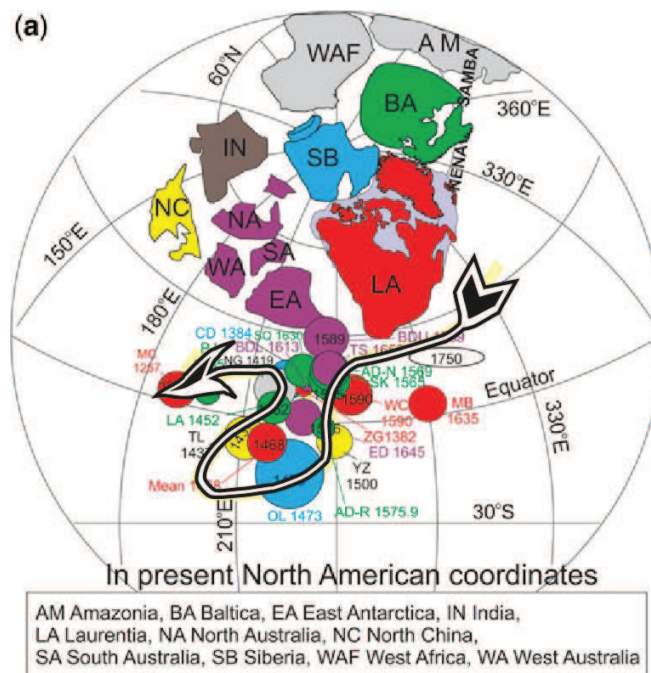 (a)
WAF
AM
60°N
BA
SAMBA
360°E
IN
SB
NENA
330°E
NC
NA
SA
WA
LA
150°E
EA
180°E
CD 1384
SQ 1630
1589
BDL 1613
NG 1419
TS
1750
MC
1267
AD-N 1569
SK 1565
Equator
1590
WC
1590
MB
1635
LA 1452
ZG1382
TL
1468
ED 1645
330°E
Mean
YZ
1500
OL 1473
AD-R 1575.9
210°E
30°S
In present North American coordinates
AM Amazonia, BA Baltica, EA East Antarctica, IN India,
LA Laurentia, NA North Australia, NC North China,
SA South Australia, SB Siberia, WAF West Africa, WA West Australia